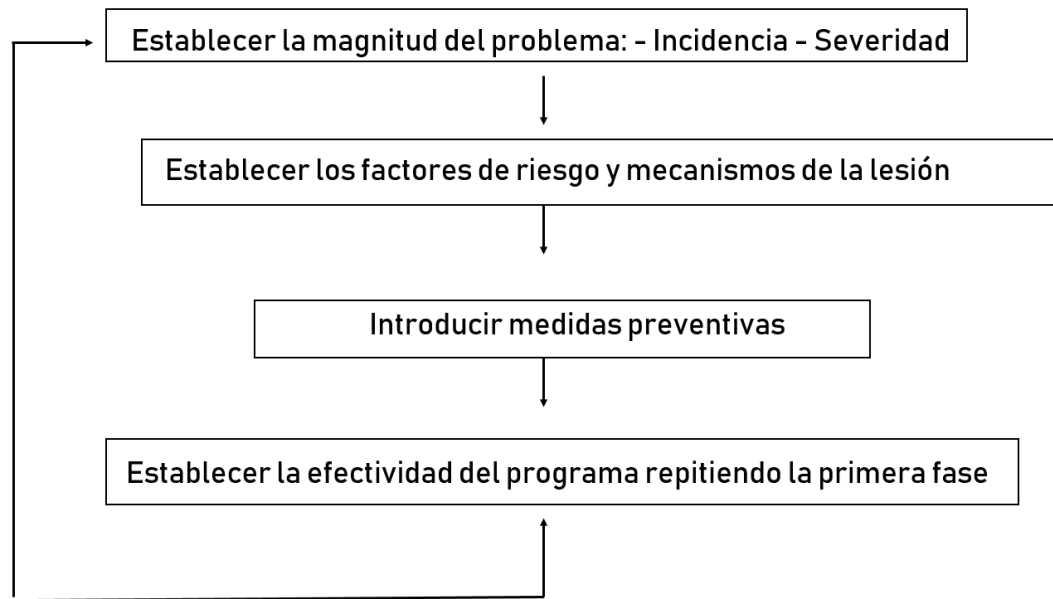 Establecer la magnitud del problema: - Incidencia - Severidad
Establecer los factores de riesgo y mecanismos de la lesión
Introducir medidas preventivas
Establecer la efectividad del programa repitiendo la primera fase